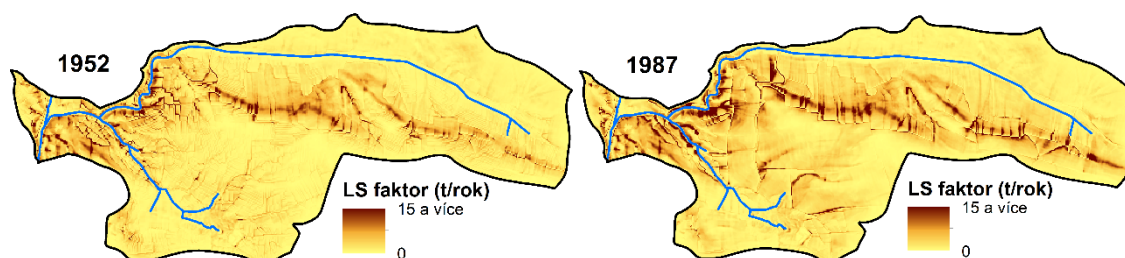 1952
LS faktor (t/rok)
15 a více
0
1987
LS faktor (t/rok)
15 a více
0